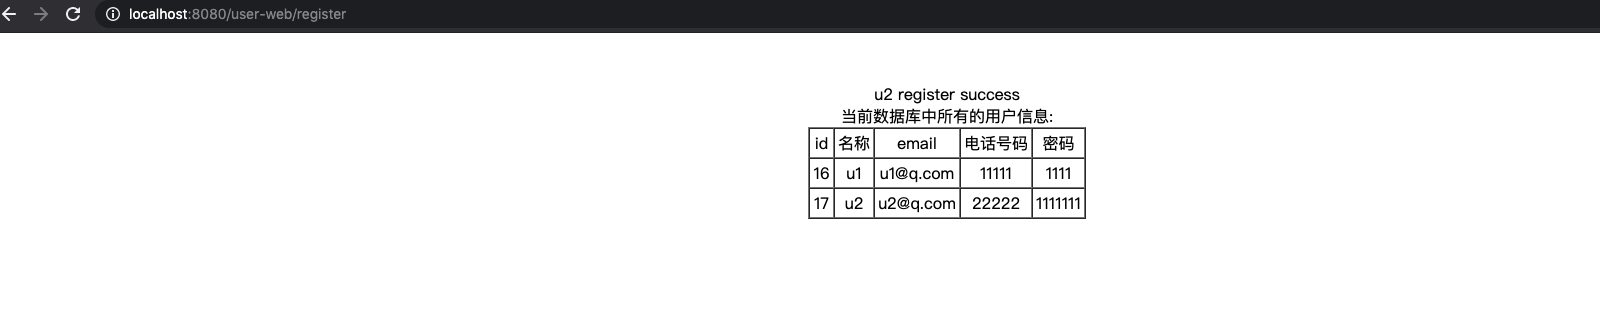 localhost:8080/user-web/register
u2 register success
当前数据库中所有的用户信息:
id 名称 email 电话号码 密码
16 u1 u1@q.com 11111 1111
17 u2 u2@q.com 22222 1111111